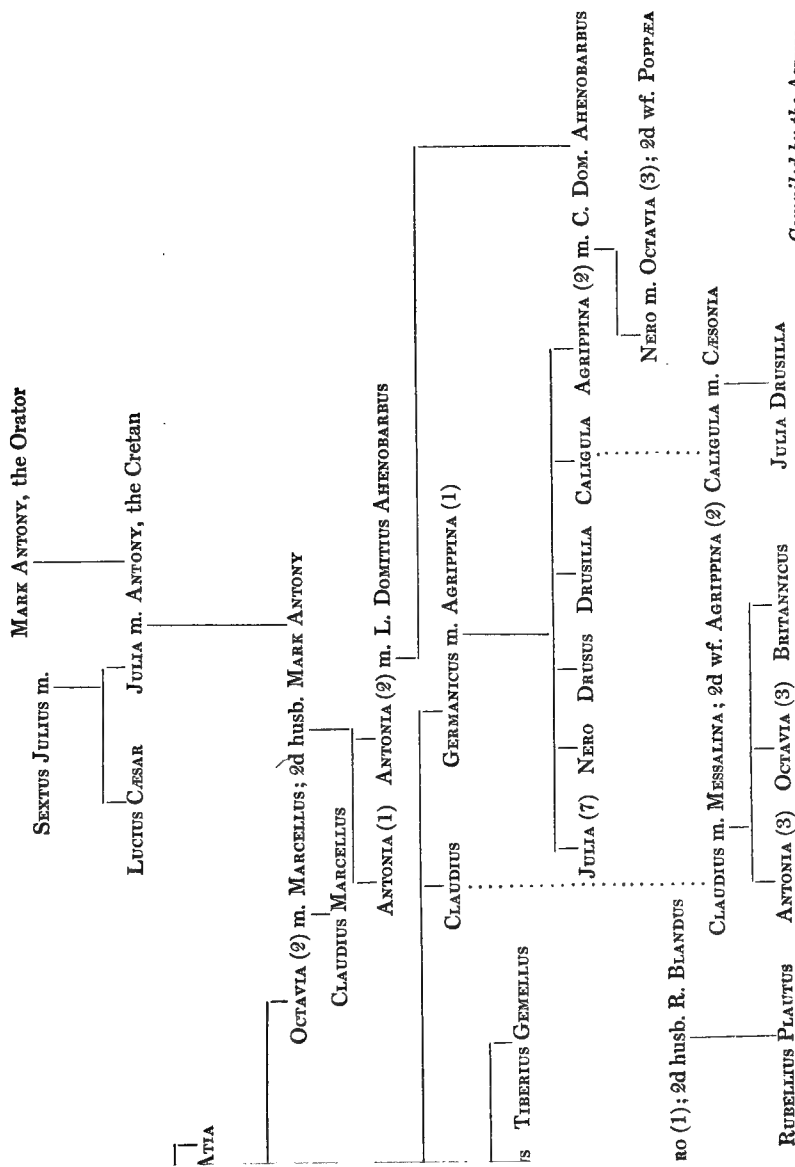 MARK ANTONY, the Orator
SEXTUS JULIUS m.
LUCIUS CÆSAR JULIA m. ANTONY, the Cretan
ATIA
OCTAVIA (2) m. MARCELLUS; 2d husb. MARK ANTONY
CLAUDIUS MARCELLUS
ANTONIA (1) ANTONIA (2) m. L. DOMITIUS AHENOBARBUS
CLAUDIUS GERMANICUS m. AGRIPPINA (1)
TIBERIUS GEMELLUS
JULIA (7) NERO DRUSUS DRUSILLA CALIGULA AGRIPPINA (2) m. C. DOM. AHENOBARBUS
NERO m. OCTAVIA (3); 2d wf. POPPÆA
RO (1); 2d husb. R. BLANDUS
CLAUDIUS m. MESSALINA; 2d wf. AGRIPPINA (2) CALIGULA m. CÆSONIA
RUBELLIUS PLAUTUS ANTONIA (3) OCTAVIA (3) BRITANNICUS JULIA DRUSILLA